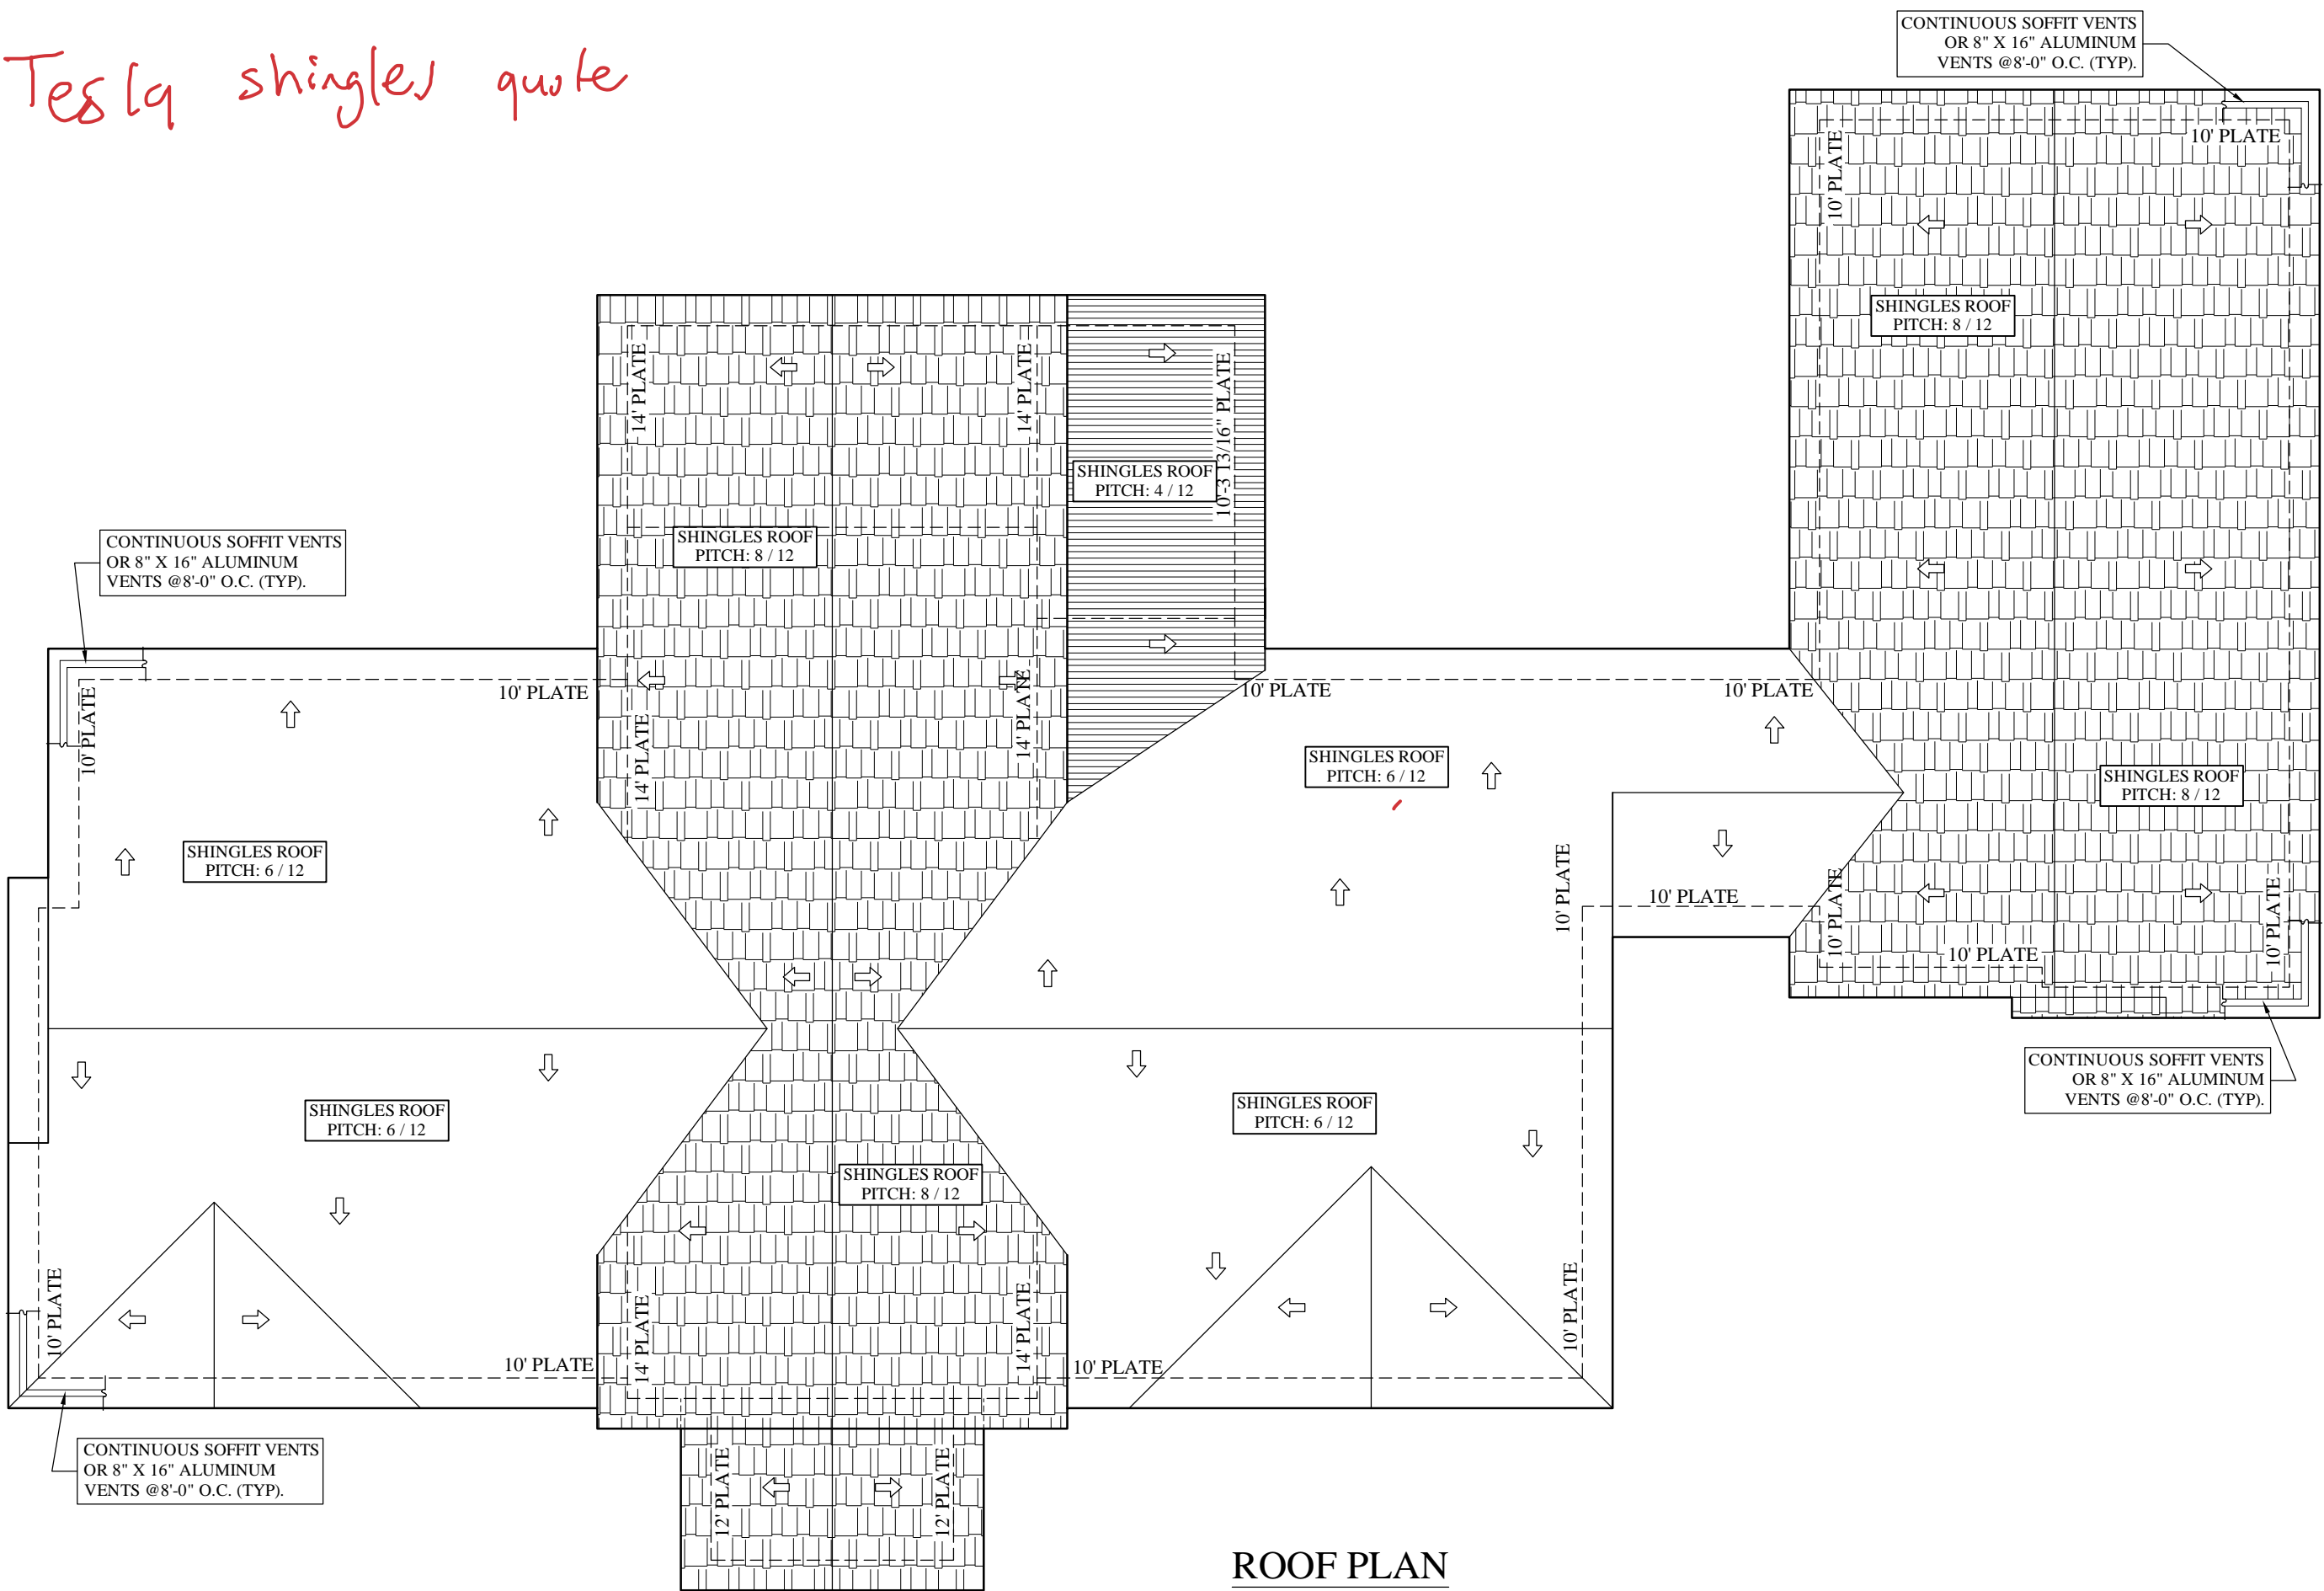 Tesla shingles quote
CONTINUOUS SOFFIT VENTS
OR 8" X 16" ALUMINUM
VENTS @8'-0" O.C. (TYP).
10' PLATE
10' PLATE
SHINGLES ROOF
PITCH: 8 / 12
14' PLATE
14' PLATE
10'-3 13/16" PLATE
SHINGLES ROOF
PITCH: 4 / 12
SHINGLES ROOF
PITCH: 8 / 12
CONTINUOUS SOFFIT VENTS
OR 8" X 16" ALUMINUM
VENTS @8'-0" O.C. (TYP).
10' PLATE
10' PLATE
14' PLATE
14' PLATE
10' PLATE
10' PLATE
SHINGLES ROOF
PITCH: 6 / 12
SHINGLES ROOF
PITCH: 8 / 12
SHINGLES ROOF
PITCH: 6 / 12
10' PLATE
10' PLATE
10' PLATE
10' PLATE
10' PLATE
CONTINUOUS SOFFIT VENTS
OR 8" X 16" ALUMINUM
VENTS @8'-0" O.C. (TYP).
SHINGLES ROOF
PITCH: 6 / 12
SHINGLES ROOF
PITCH: 6 / 12
SHINGLES ROOF
PITCH: 8 / 12
10' PLATE
14' PLATE
14' PLATE
10' PLATE
10' PLATE
10' PLATE
CONTINUOUS SOFFIT VENTS
OR 8" X 16" ALUMINUM
VENTS @8'-0" O.C. (TYP).
12' PLATE
12' PLATE
ROOF PLAN